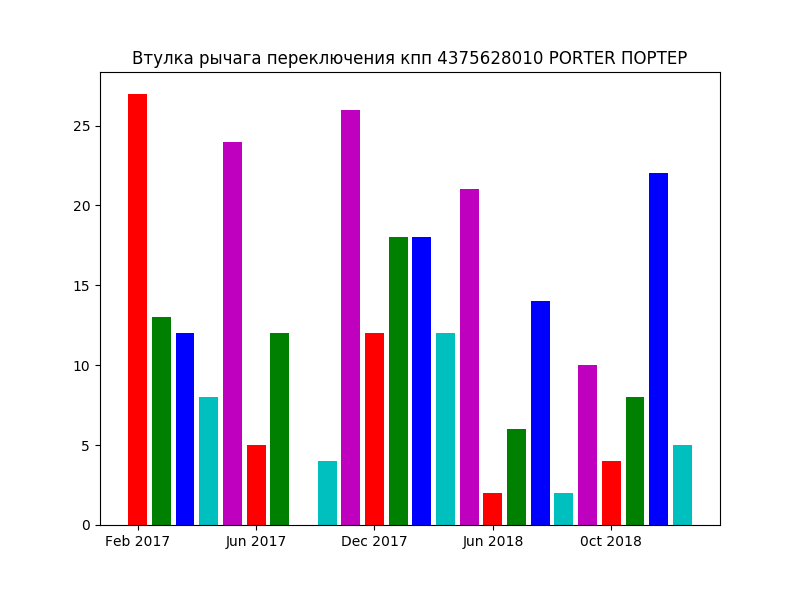 Втулка рычага переключения кпп 4375628010 PORTER ПОРТЕР
25
20
15
10
5
0
Feb 2017
Jun 2017
Dec 2017
Jun 2018
0ct 2018